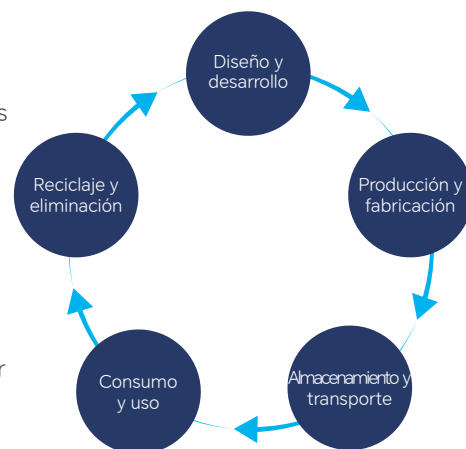 Diseño y
desarrollo
s
Reciclaje y
eliminación
Producción y
fabricación
r
Consumo
y uso
Almacenamiento y
transporte